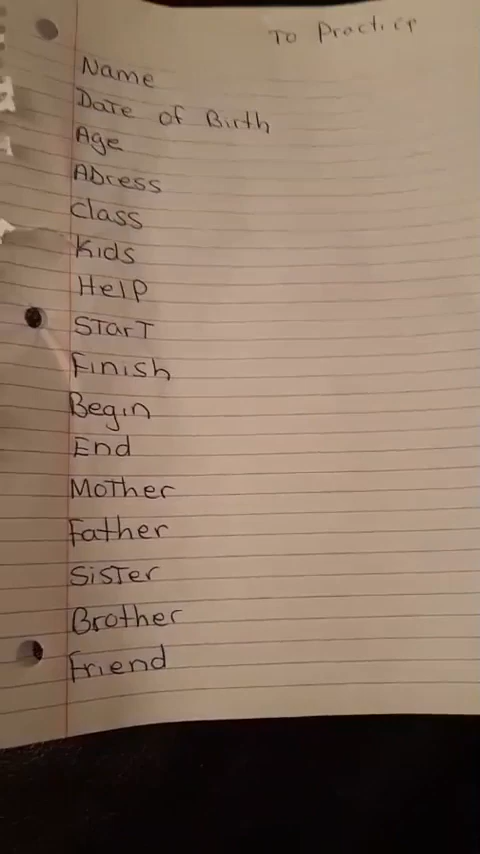 To Practice
Name
Date of Birth
Age
ADress
Class
Kids
Help
Start
Finish
Begin
End
Mother
Father
Sister
Brother
Friend